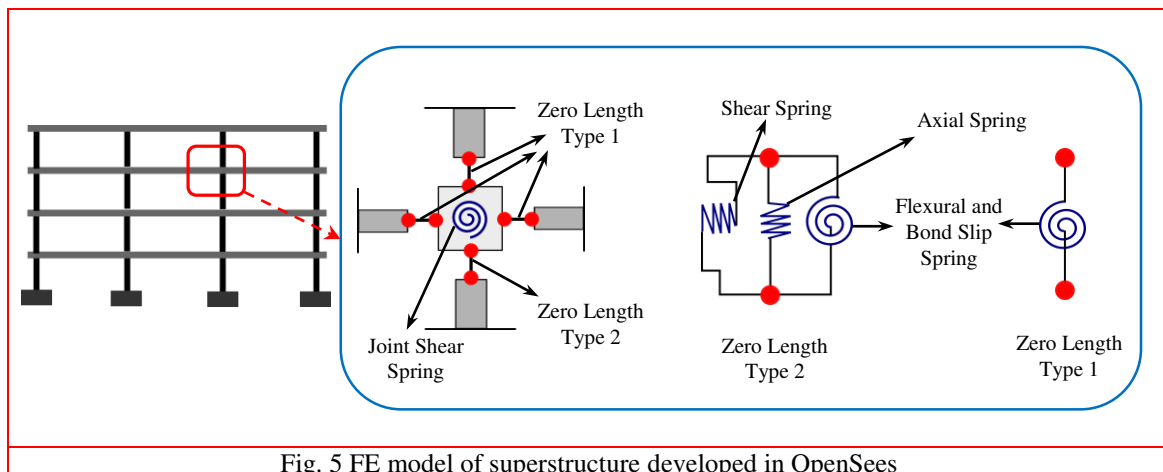 Zero Length
Type 1
Shear Spring
Axial Spring
Flexural and
Bond Slip
Spring
Joint Shear
Spring
Zero Length
Type 2
Zero Length
Type 2
Zero Length
Type 1
Fig. 5 FE model of superstructure developed in OpenSees